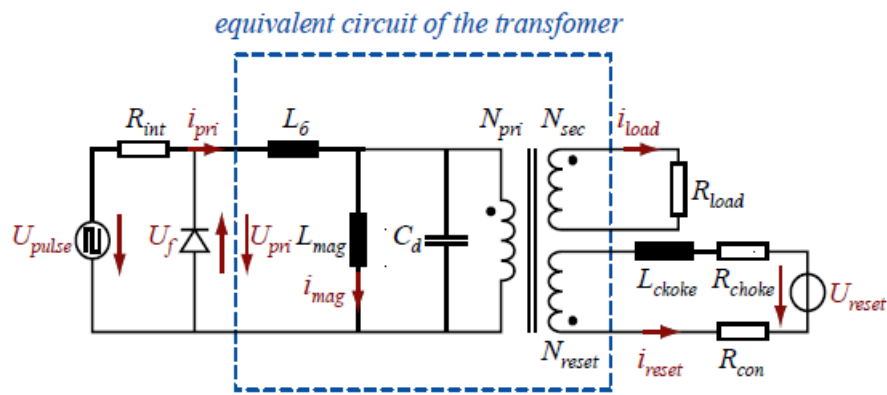 equivalent circuit of the transfomer
R_int
i_pri
L_6
N_pri
N_sec
i_load
R_load
U_pulse
U_f
U_pri
L_mag
C_d
i_mag
L_ckoke
R_choke
U_reset
N_reset
i_reset
R_con